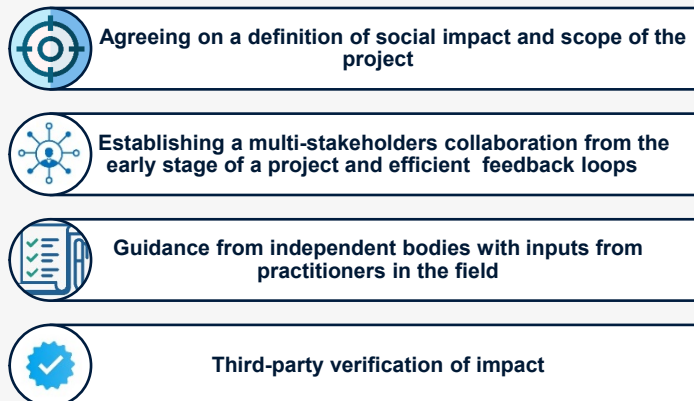 Agreeing on a definition of social impact and scope of the
project
Establishing a multi-stakeholders collaboration from the
early stage of a project and efficient  feedback loops
Guidance from independent bodies with inputs from
practitioners in the field
Third-party verification of impact